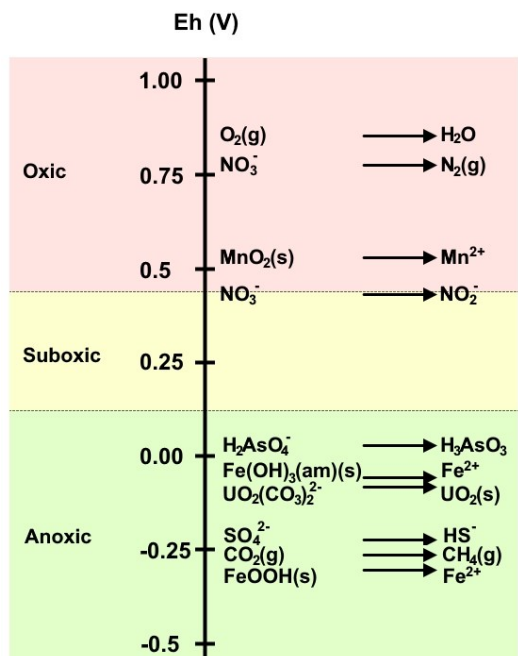 Eh (V)
1.00
O₂(g) H₂O
Oxic 0.75 NO₃⁻ N₂(g)
MnO₂(s) Mn²⁺
0.5
NO₃⁻ NO₂⁻
Suboxic 0.25
H₂AsO₄⁻ H₃AsO₃
0.00
Fe(OH)₃(am)(s) Fe²⁺
UO₂(CO₃)₂²⁻ UO₂(s)
Anoxic SO₄²⁻ HS⁻
-0.25 CO₂(g) CH₄(g)
FeOOH(s) Fe²⁺
-0.5